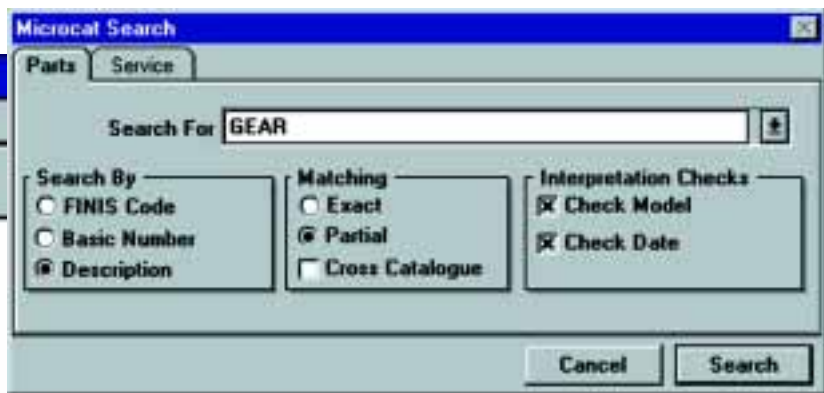 Microcat Search
Parts Service
Search For GEAR
Search By Matching Interpretation Checks
FINIS Code Exact Check Model
Basic Number Partial Check Date
Description Cross Catalogue
Cancel Search